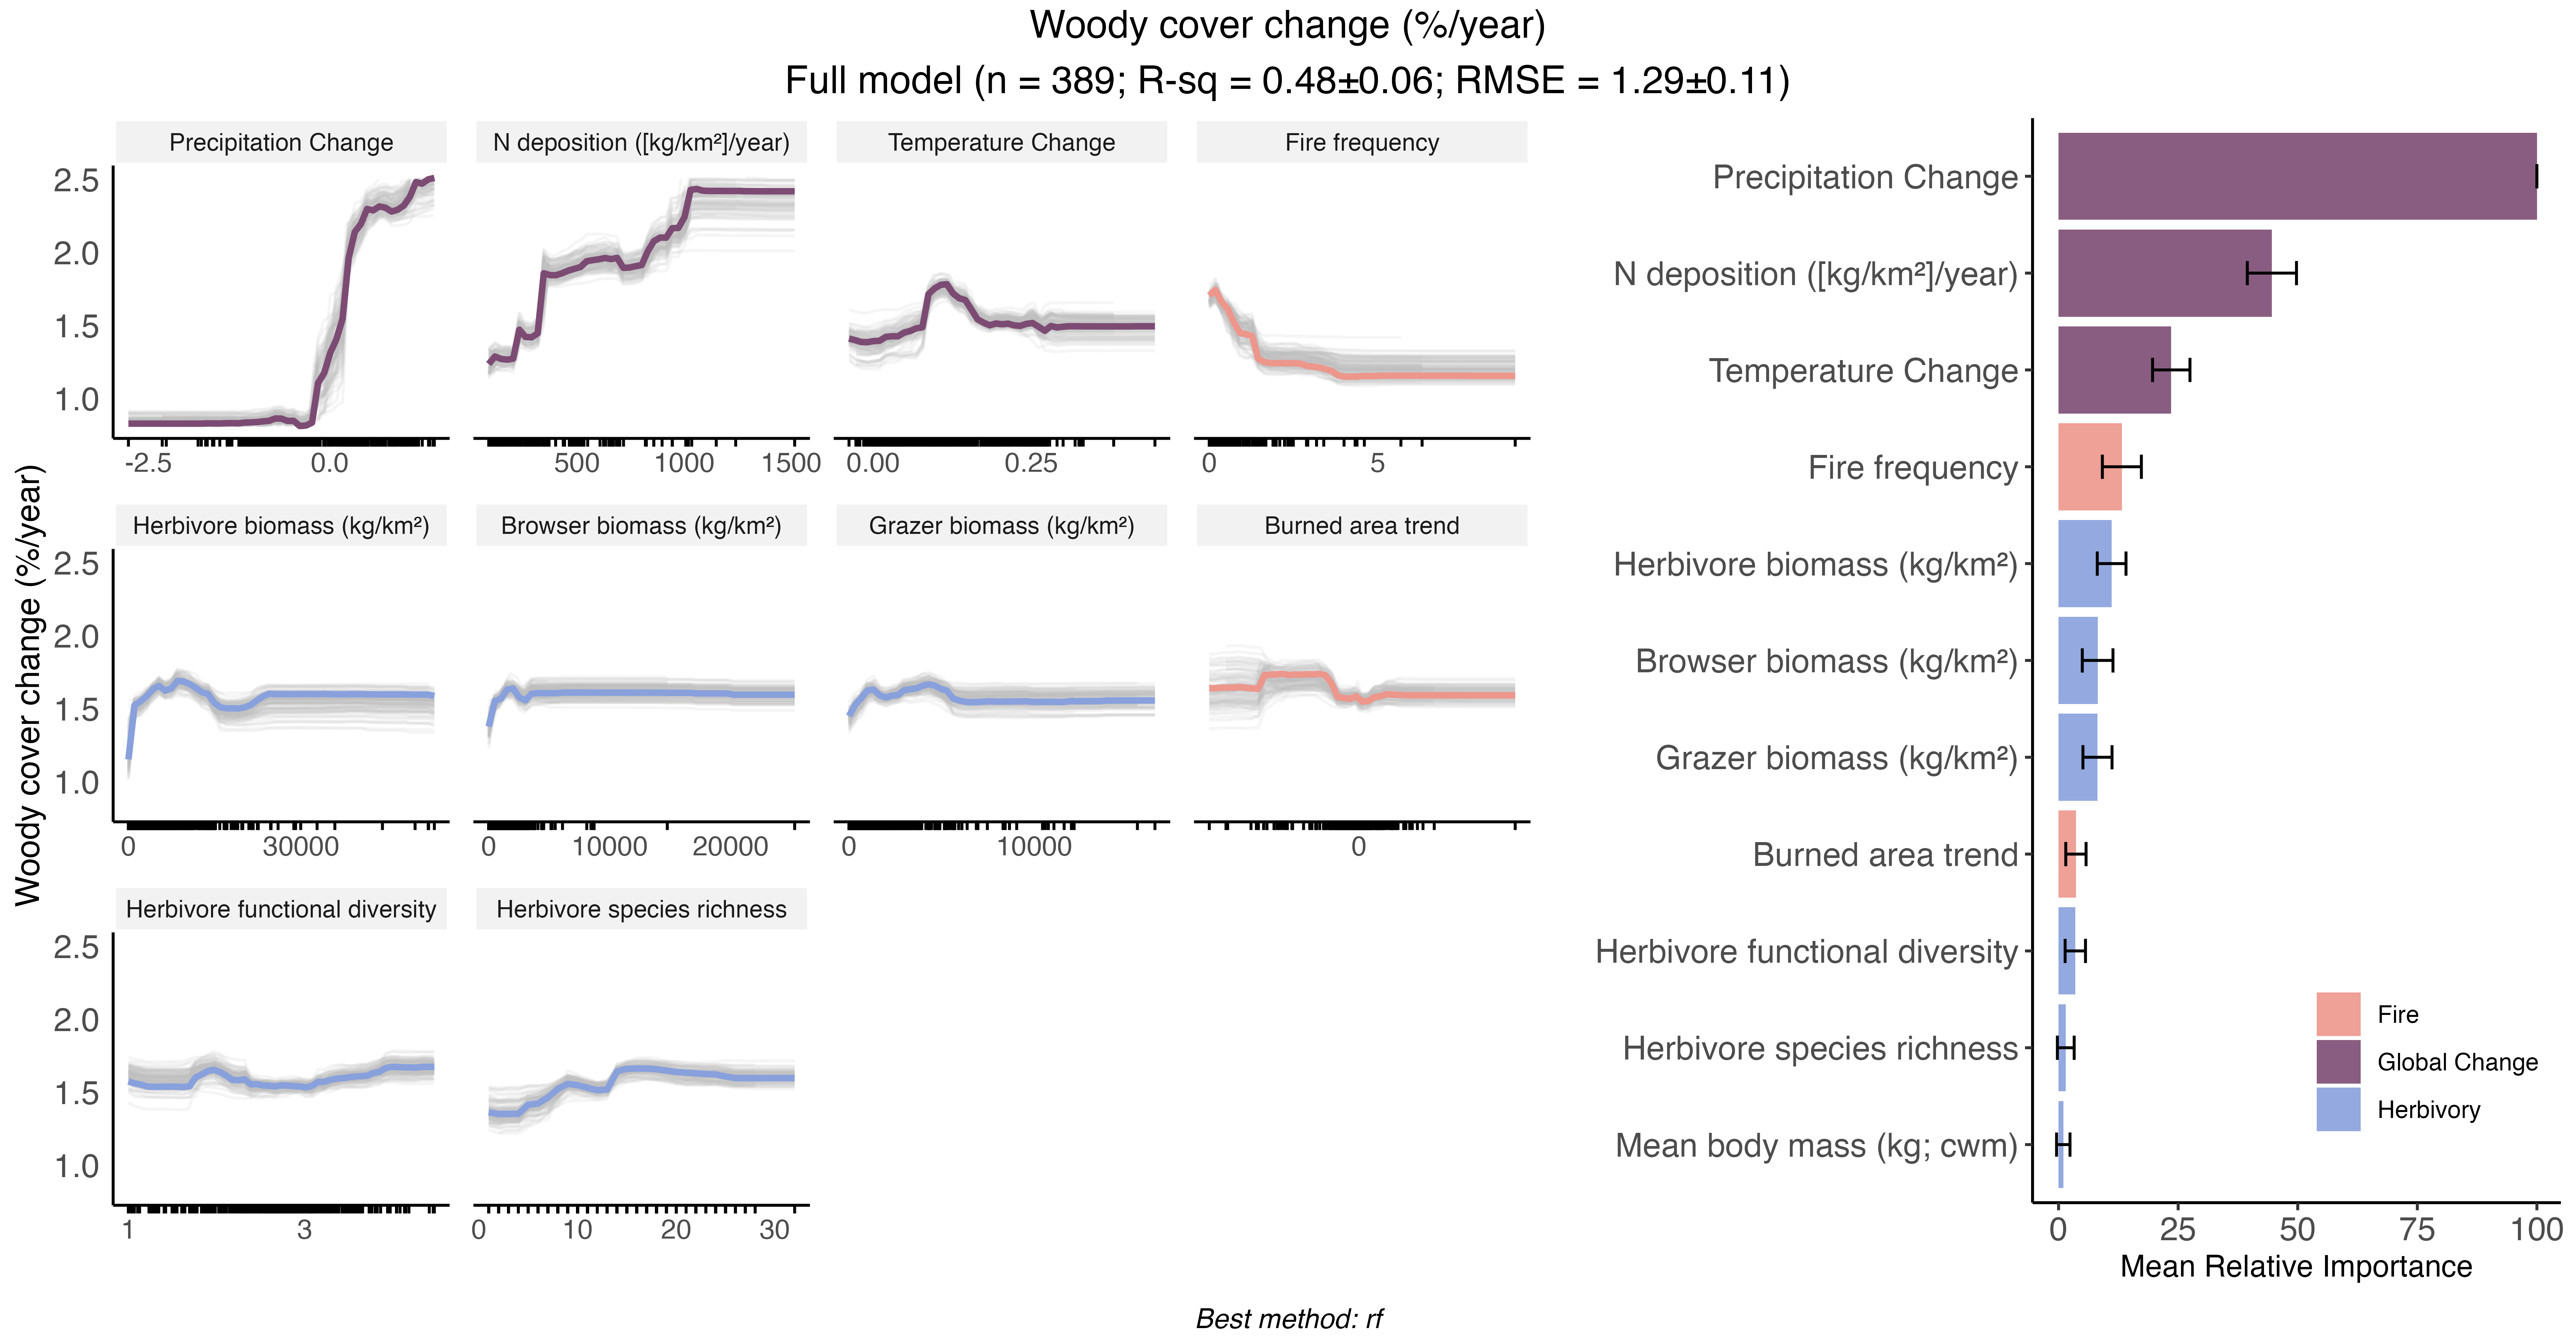 Woody cover change (%/year)
Full model (n = 389; R-sq = 0.48±0.06; RMSE = 1.29±0.11)
Woody cover change (%/year)
Precipitation Change
N deposition ([kg/km²]/year)
Temperature Change
Fire frequency
2.5
2.0
1.5
1.0
-2.5 0.0
500 1000 1500
0.00 0.25
0 5
Herbivore biomass (kg/km²)
Browser biomass (kg/km²)
Grazer biomass (kg/km²)
Burned area trend
2.5
2.0
1.5
1.0
0 30000
0 10000 20000
0 10000
0
Herbivore functional diversity
Herbivore species richness
2.5
2.0
1.5
1.0
1 3
0 10 20 30
Precipitation Change
N deposition ([kg/km²]/year)
Temperature Change
Fire frequency
Herbivore biomass (kg/km²)
Browser biomass (kg/km²)
Grazer biomass (kg/km²)
Burned area trend
Herbivore functional diversity
Herbivore species richness
Mean body mass (kg; cwm)
Fire
Global Change
Herbivory
0 25 50 75 100
Mean Relative Importance
Best method: rf